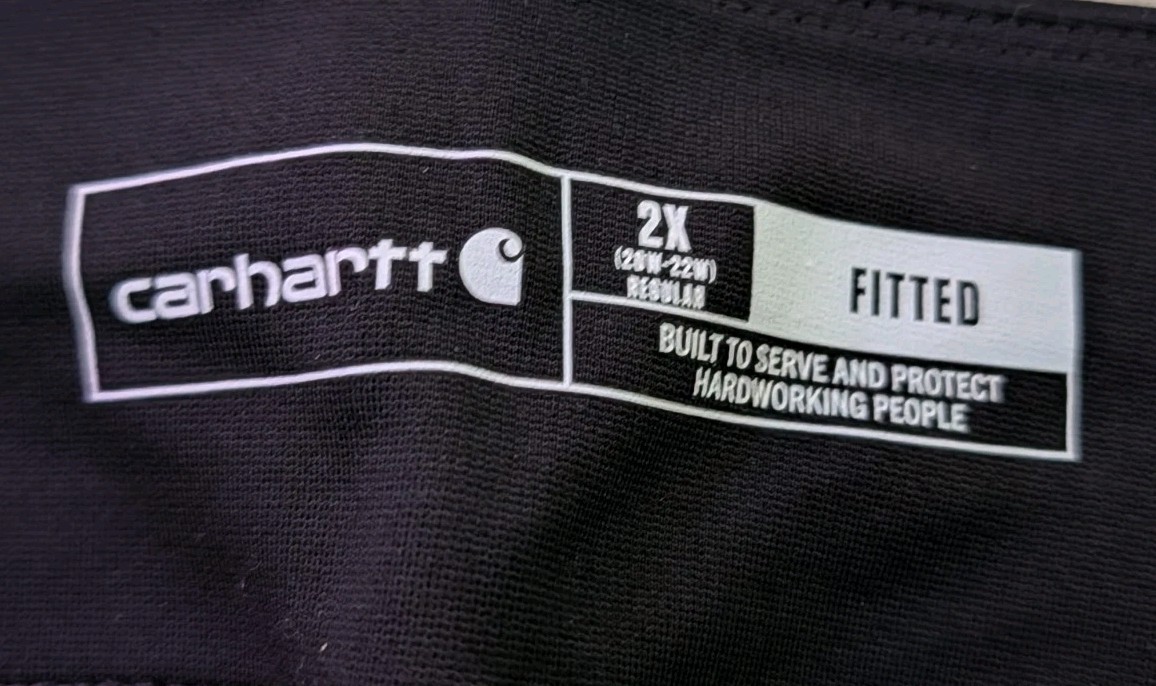 carhartt
2X
(20W-22W)
REGULAR
FITTED
BUILT TO SERVE AND PROTECT
HARDWORKING PEOPLE